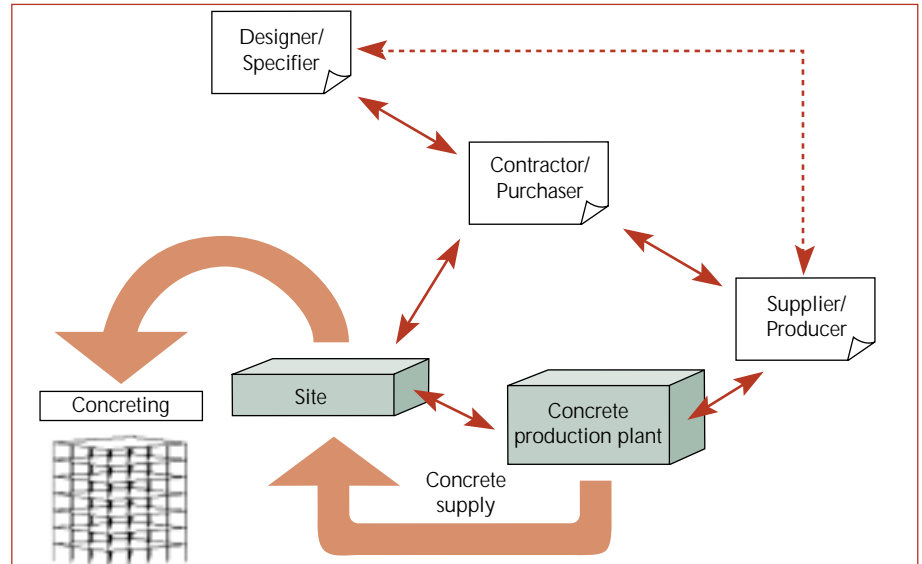 Designer/
Specifier
Contractor/
Purchaser
Supplier/
Producer
Concreting
Site
Concrete
production plant
Concrete
supply